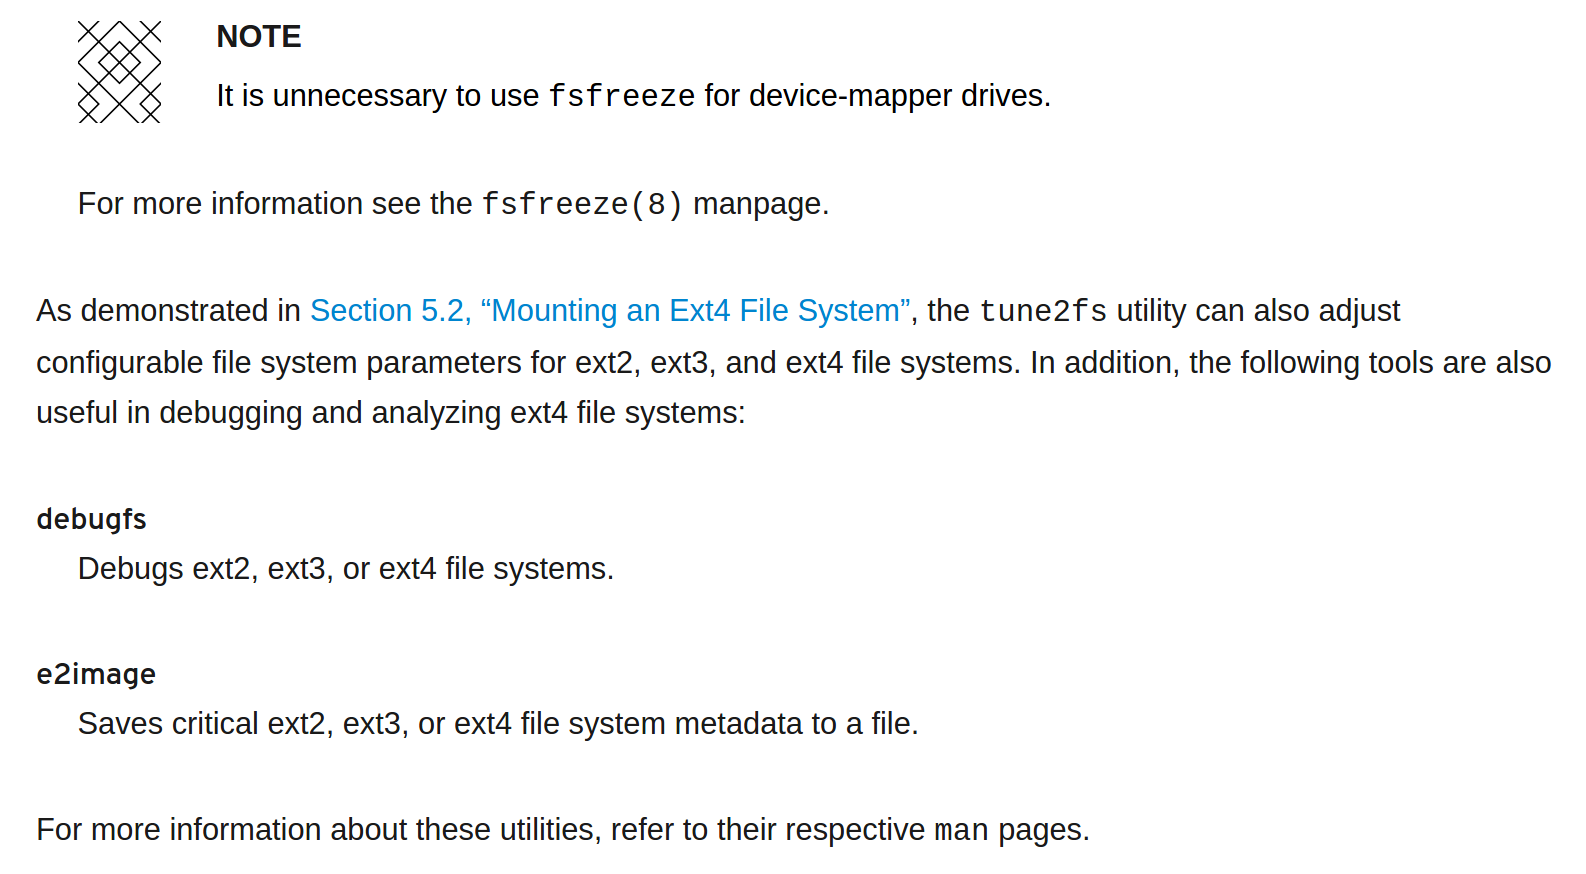 NOTE
It is unnecessary to use fsfreeze for device-mapper drives.
For more information see the fsfreeze(8) manpage.
As demonstrated in Section 5.2, “Mounting an Ext4 File System”, the tune2fs utility can also adjust
configurable file system parameters for ext2, ext3, and ext4 file systems. In addition, the following tools are also
useful in debugging and analyzing ext4 file systems:
debugfs
Debugs ext2, ext3, or ext4 file systems.
e2image
Saves critical ext2, ext3, or ext4 file system metadata to a file.
For more information about these utilities, refer to their respective man pages.